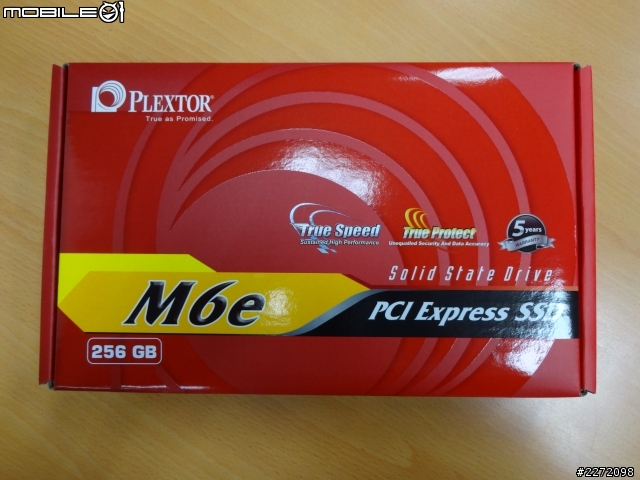 MOBILE01
PLEXTOR®
True as Promised.
True Speed
Sustained High Performance
True Protect
Unequalled Security And Data Accuracy
5 years
WARRANTY
Solid State Drive
M6e
PCI Express SSD
256 GB
#2272098